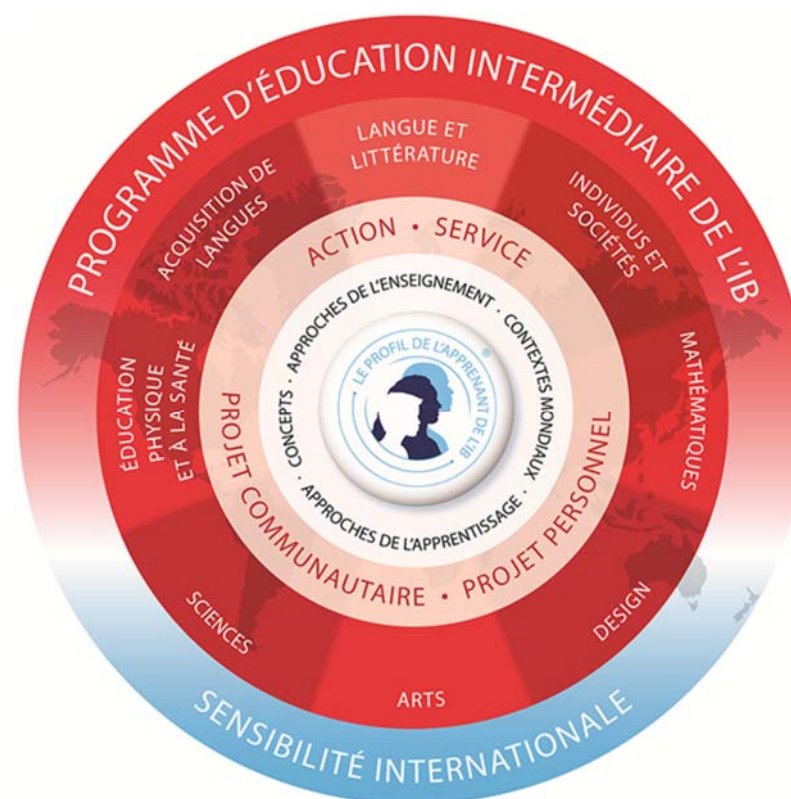 PROGRAMME D'ÉDUCATION INTERMÉDIAIRE DE L'IB
LANGUE ET
LITTÉRATURE
INDIVIDUS ET
SOCIÉTÉS
MATHÉMATIQUES
DESIGN
ARTS
SCIENCES
ÉDUCATION
PHYSIQUE
ET À LA SANTÉ
ACQUISITION DE
LANGUES
ACTION • SERVICE
PROJET COMMUNAUTAIRE • PROJET PERSONNEL
APPROCHES DE L'ENSEIGNEMENT · CONTEXTES MONDIAUX ·
APPROCHES DE L'APPRENTISSAGE · CONCEPTS ·
• LE PROFIL DE L'APPRENANT DE L'IB • ®
SENSIBILITÉ INTERNATIONALE